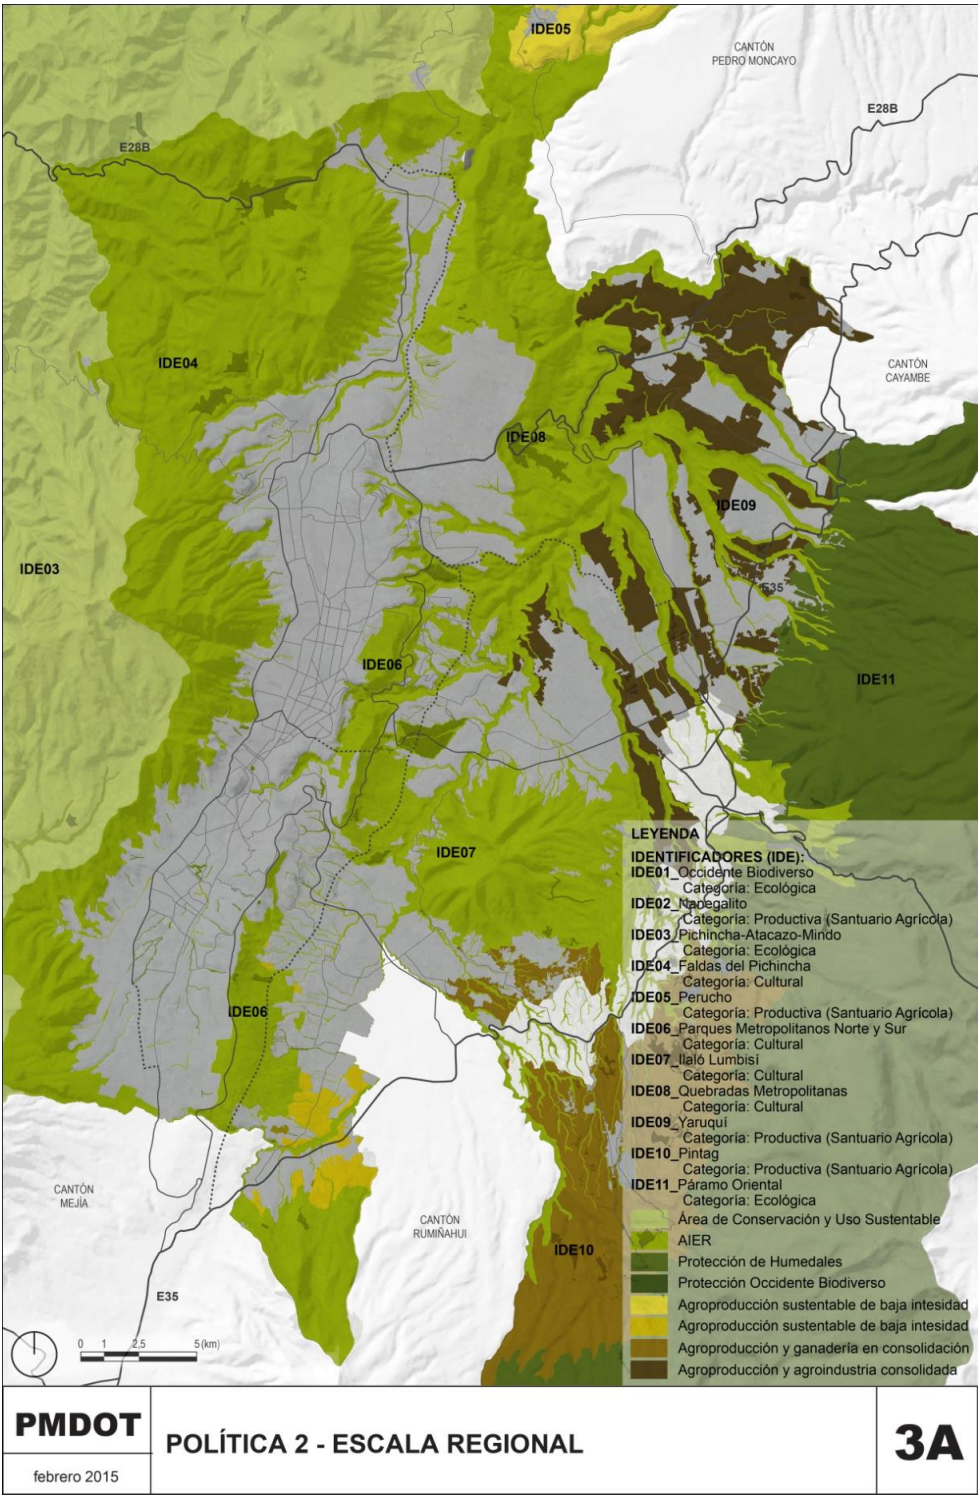 IDE05
CANTÓN
PEDRO MONCAYO
E28B
E28B
IDE04
CANTÓN
CAYAMBE
IDE08
IDE09
IDE03
E35
IDE06
IDE11
IDE07
IDE06
CANTÓN
MEJÍA
CANTÓN
RUMIÑAHUI
IDE10
E35
0 1 2,5 5 (km)
LEYENDA
IDENTIFICADORES (IDE):
IDE01_Occidente Biodiverso
Categoría: Ecológica
IDE02_Nanegalito
Categoría: Productiva (Santuario Agrícola)
IDE03_Pichincha-Atacazo-Mindo
Categoría: Ecológica
IDE04_Faldas del Pichincha
Categoría: Cultural
IDE05_Perucho
Categoría: Productiva (Santuario Agrícola)
IDE06_Parques Metropolitanos Norte y Sur
Categoría: Cultural
IDE07_Ilaló Lumbisí
Categoría: Cultural
IDE08_Quebradas Metropolitanas
Categoría: Cultural
IDE09_Yaruquí
Categoría: Productiva (Santuario Agrícola)
IDE10_Pintag
Categoría: Productiva (Santuario Agrícola)
IDE11_Páramo Oriental
Categoría: Ecológica
Área de Conservación y Uso Sustentable
AIER
Protección de Humedales
Protección Occidente Biodiverso
Agroproducción sustentable de baja intesidad
Agroproducción sustentable de baja intesidad
Agroproducción y ganadería en consolidación
Agroproducción y agroindustria consolidada
PMDOT
febrero 2015
POLÍTICA 2 - ESCALA REGIONAL
3A